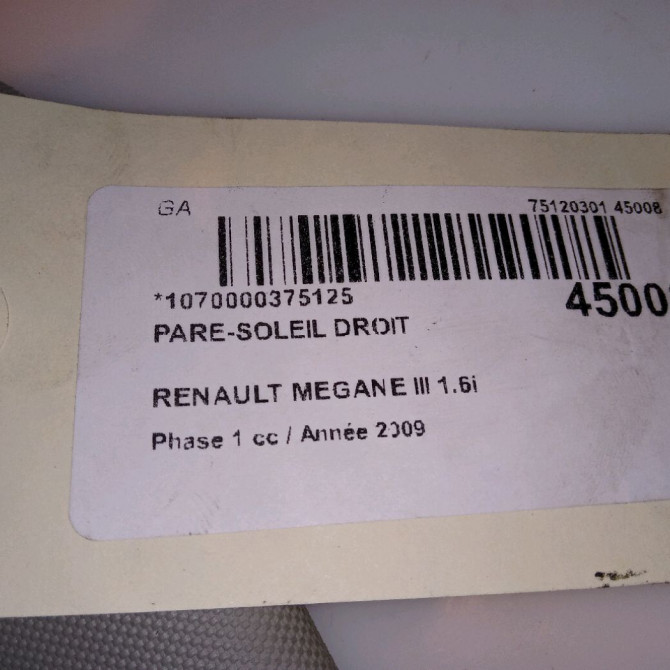 GA
75120301 45008
*1070000375125
4500
PARE-SOLEIL DROIT
RENAULT MEGANE III 1.6i
Phase 1 cc / Année 2009